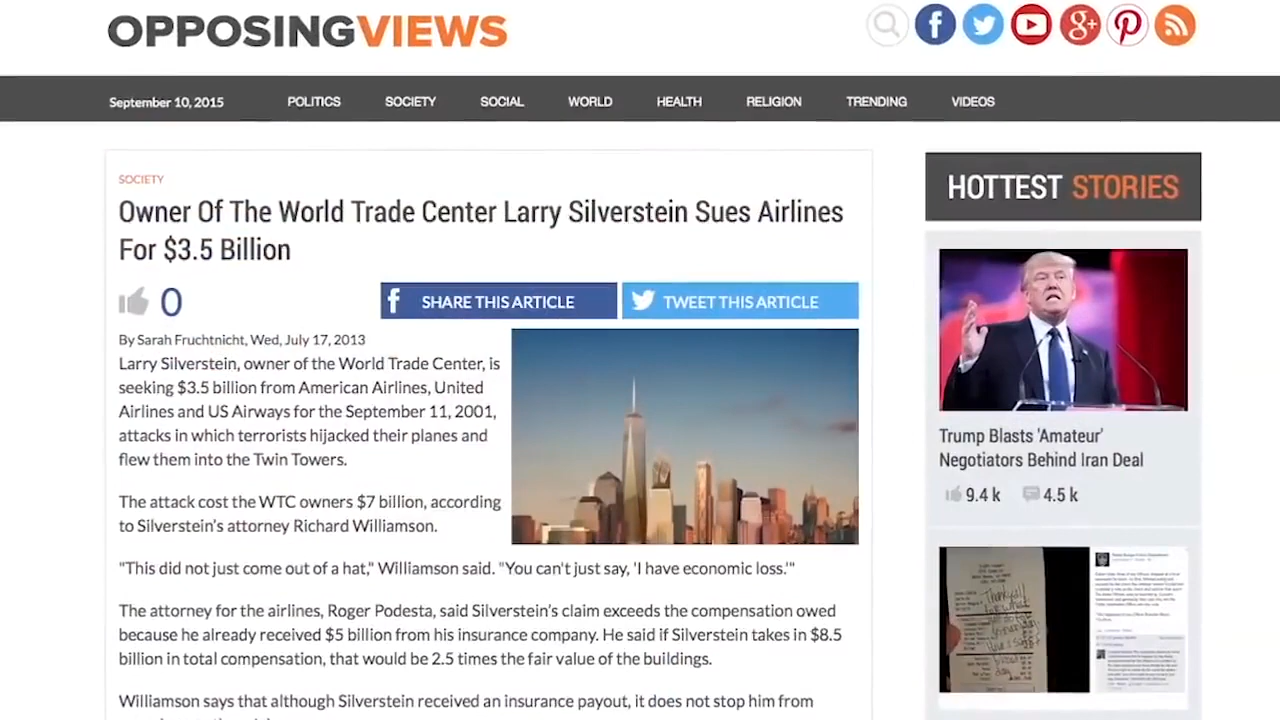 OPPOSINGVIEWS
September 10, 2015 POLITICS SOCIETY SOCIAL WORLD HEALTH RELIGION TRENDING VIDEOS
SOCIETY
Owner Of The World Trade Center Larry Silverstein Sues Airlines
For $3.5 Billion
0
SHARE THIS ARTICLE
TWEET THIS ARTICLE
By Sarah Fruchtnicht, Wed, July 17, 2013
Larry Silverstein, owner of the World Trade Center, is
seeking $3.5 billion from American Airlines, United
Airlines and US Airways for the September 11, 2001,
attacks in which terrorists hijacked their planes and
flew them into the Twin Towers.
The attack cost the WTC owners $7 billion, according
to Silverstein's attorney Richard Williamson.
"This did not just come out of a hat," Williamson said. "You can't just say, 'I have economic loss.'"
The attorney for the airlines, Roger Podesta, said Silverstein's claim exceeds the compensation owed
because he already received $5 billion from his insurance company. He said if Silverstein takes in $8.5
billion in total compensation, that would be 2.5 times the fair value of the buildings.
Williamson says that although Silverstein received an insurance payout, it does not stop him from
HOTTEST STORIES
Trump Blasts 'Amateur'
Negotiators Behind Iran Deal
9.4 k 4.5 k